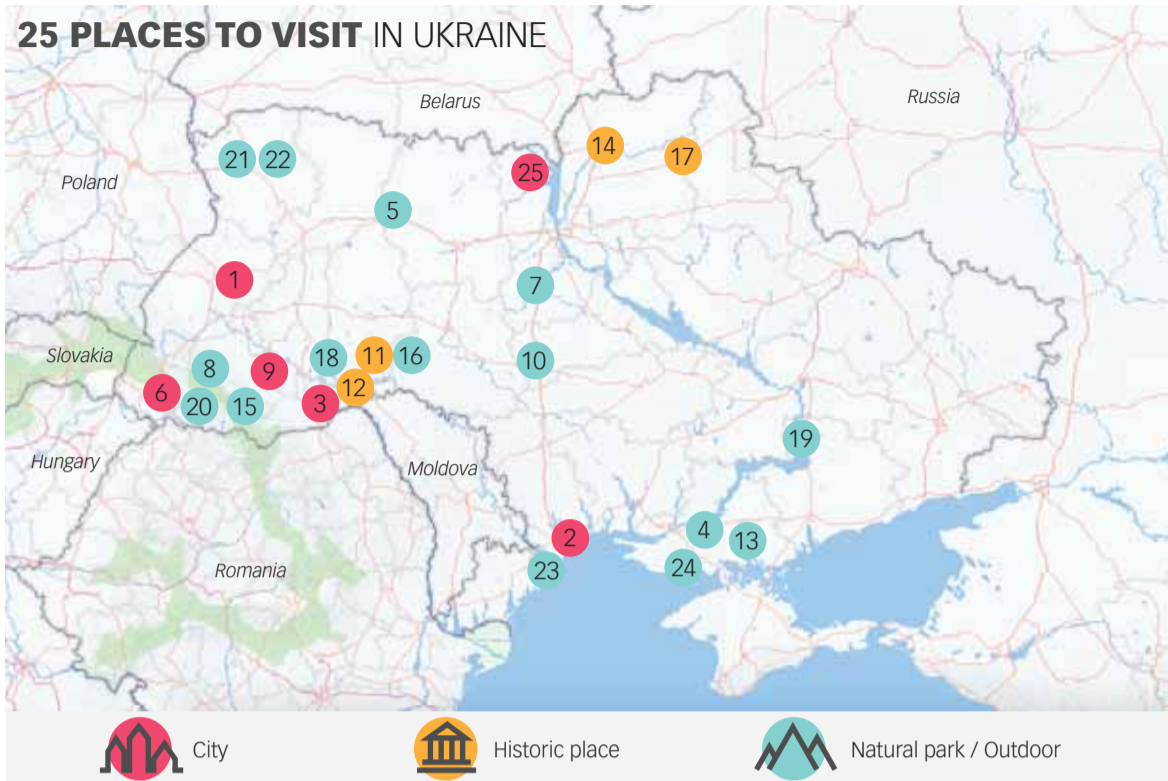 25 PLACES TO VISIT IN UKRAINE
Belarus
Russia
14
17
21
22
25
Poland
5
1
7
Slovakia
8
9
18
11
16
10
6
20
15
3
12
19
Hungary
Moldova
2
4
13
23
24
Romania
City
Historic place
Natural park / Outdoor